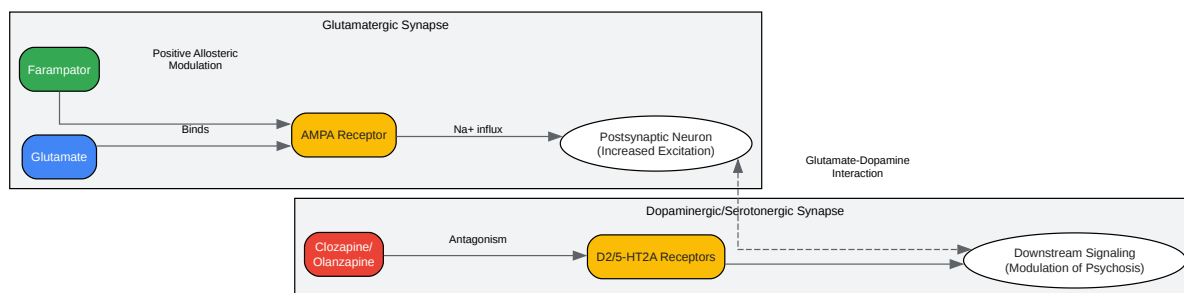 Glutamatergic Synapse
Farampator
Positive Allosteric
Modulation
Binds
Glutamate
AMPA Receptor
Na+ influx
Postsynaptic Neuron
(Increased Excitation)
Glutamate-Dopamine
Interaction
Dopaminergic/Serotonergic Synapse
Clozapine/
Olanzapine
Antagonism
D2/5-HT2A Receptors
Downstream Signaling
(Modulation of Psychosis)